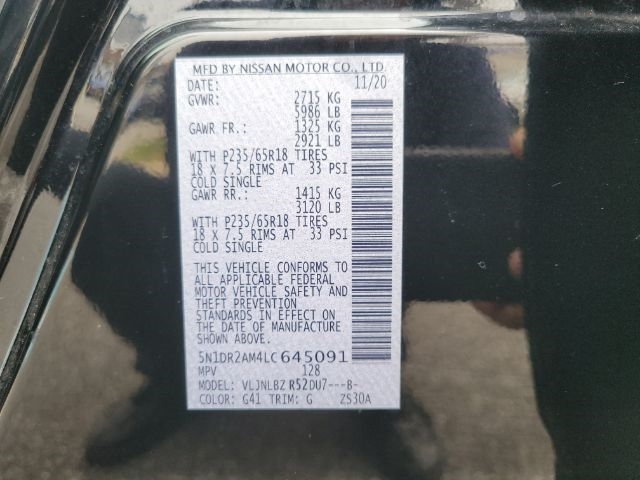 MFD BY NISSAN MOTOR CO., LTD.
DATE: 11/20
GVWR: 2715 KG
5986 LB
GAWR FR.: 1325 KG
2921 LB
WITH P235/65R18 TIRES
18 X 7.5 RIMS AT 33 PSI
COLD SINGLE
GAWR RR.: 1415 KG
3120 LB
WITH P235/65R18 TIRES
18 X 7.5 RIMS AT 33 PSI
COLD SINGLE
THIS VEHICLE CONFORMS TO
ALL APPLICABLE FEDERAL
MOTOR VEHICLE SAFETY AND
THEFT PREVENTION
STANDARDS IN EFFECT ON
THE DATE OF MANUFACTURE
SHOWN ABOVE.
5N1DR2AM4LC645091
MPV 128
MODEL: VLJNLBZ R52DU7---B-
COLOR: G41 TRIM: G ZS30A